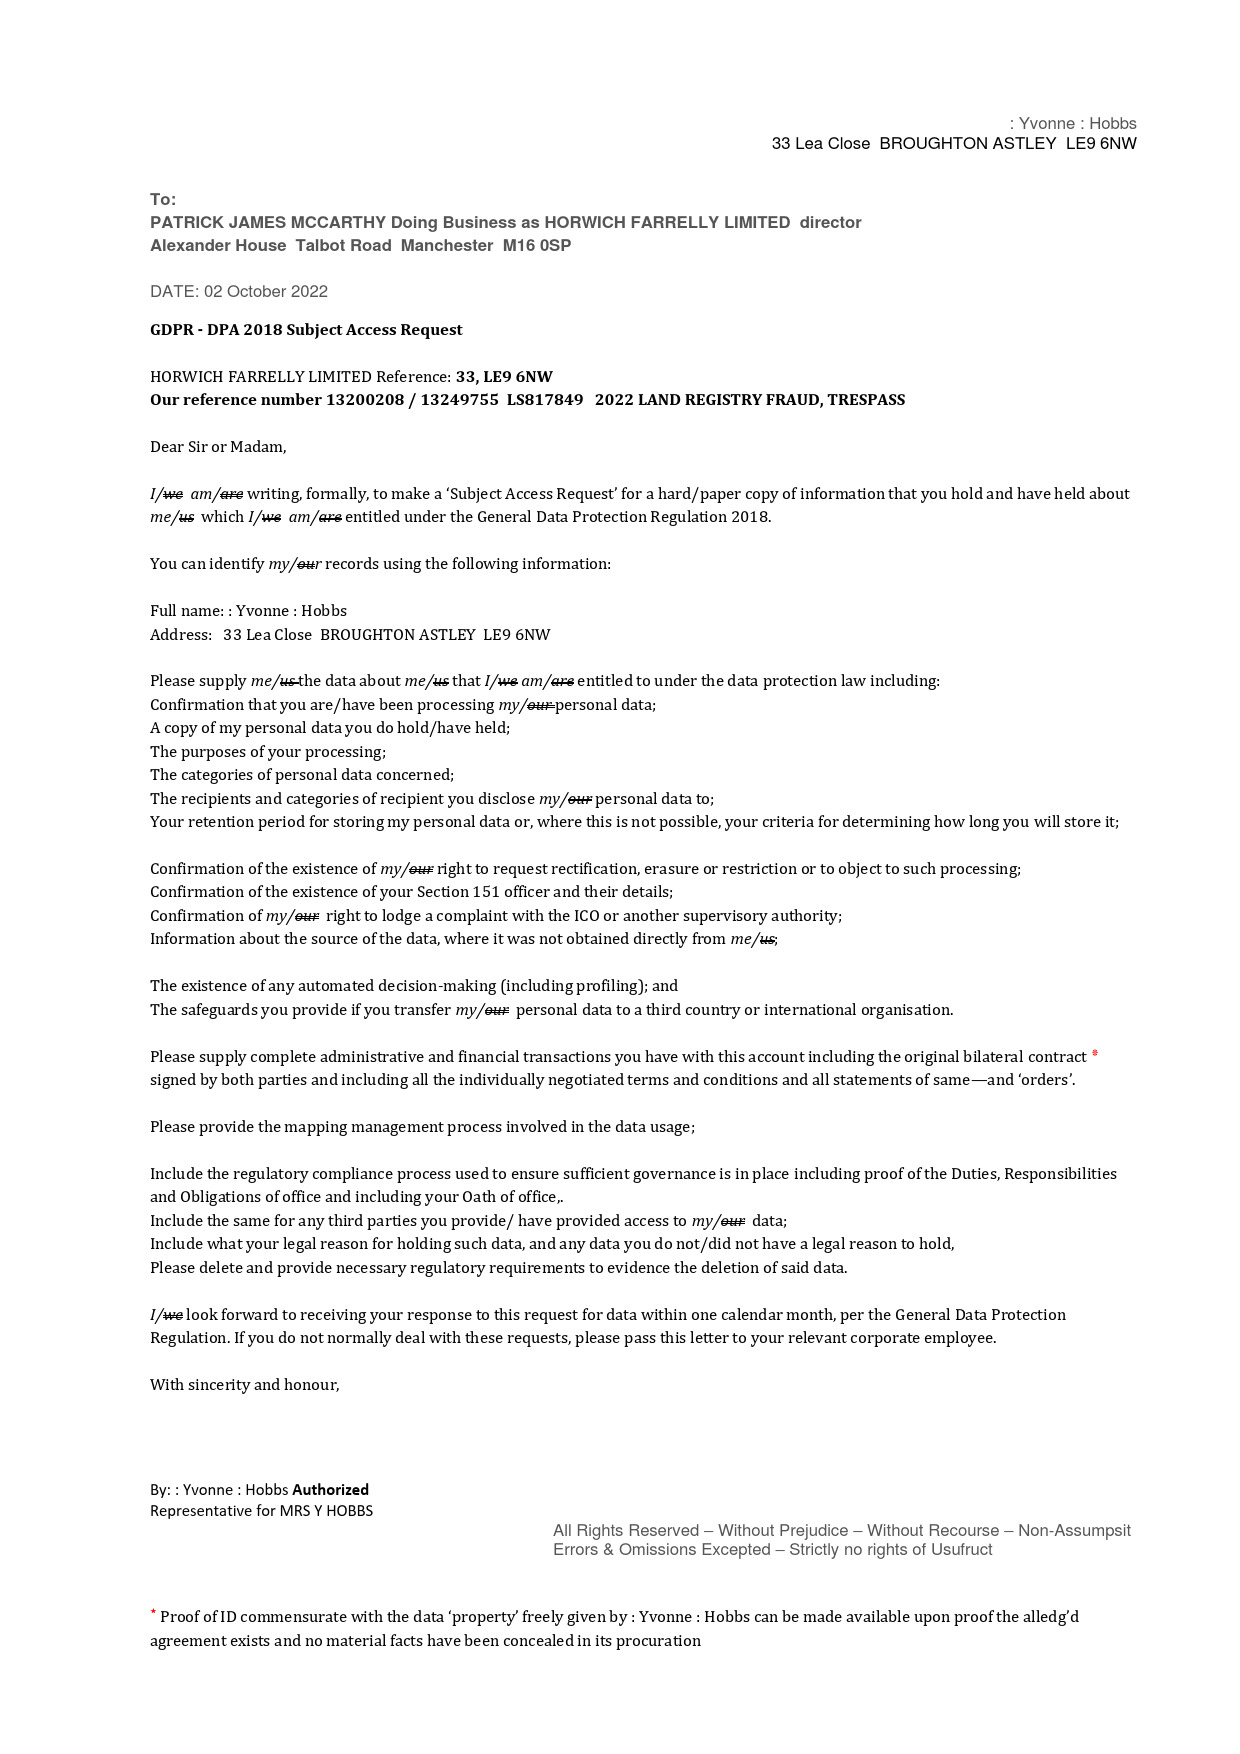 : Yvonne : Hobbs
33 Lea Close  BROUGHTON ASTLEY  LE9 6NW
To:
PATRICK JAMES MCCARTHY Doing Business as HORWICH FARRELLY LIMITED  director
Alexander House  Talbot Road  Manchester  M16 0SP
DATE: 02 October 2022
GDPR - DPA 2018 Subject Access Request
HORWICH FARRELLY LIMITED Reference: 33, LE9 6NW
Our reference number 13200208 / 13249755  LS817849   2022 LAND REGISTRY FRAUD, TRESPASS
Dear Sir or Madam,
I/we  am/are writing, formally, to make a ‘Subject Access Request’ for a hard/paper copy of information that you hold and have held about
me/us  which I/we  am/are entitled under the General Data Protection Regulation 2018.
You can identify my/our records using the following information:
Full name: : Yvonne : Hobbs
Address:   33 Lea Close  BROUGHTON ASTLEY  LE9 6NW
Please supply me/us the data about me/us that I/we am/are entitled to under the data protection law including:
Confirmation that you are/have been processing my/our personal data;
A copy of my personal data you do hold/have held;
The purposes of your processing;
The categories of personal data concerned;
The recipients and categories of recipient you disclose my/our personal data to;
Your retention period for storing my personal data or, where this is not possible, your criteria for determining how long you will store it;
Confirmation of the existence of my/our right to request rectification, erasure or restriction or to object to such processing;
Confirmation of the existence of your Section 151 officer and their details;
Confirmation of my/our  right to lodge a complaint with the ICO or another supervisory authority;
Information about the source of the data, where it was not obtained directly from me/us;
The existence of any automated decision-making (including profiling); and
The safeguards you provide if you transfer my/our  personal data to a third country or international organisation.
Please supply complete administrative and financial transactions you have with this account including the original bilateral contract *
signed by both parties and including all the individually negotiated terms and conditions and all statements of same—and ‘orders’.
Please provide the mapping management process involved in the data usage;
Include the regulatory compliance process used to ensure sufficient governance is in place including proof of the Duties, Responsibilities
and Obligations of office and including your Oath of office,.
Include the same for any third parties you provide/ have provided access to my/our  data;
Include what your legal reason for holding such data, and any data you do not/did not have a legal reason to hold,
Please delete and provide necessary regulatory requirements to evidence the deletion of said data.
I/we look forward to receiving your response to this request for data within one calendar month, per the General Data Protection
Regulation. If you do not normally deal with these requests, please pass this letter to your relevant corporate employee.
With sincerity and honour,
By: : Yvonne : Hobbs Authorized
Representative for MRS Y HOBBS
All Rights Reserved – Without Prejudice – Without Recourse – Non-Assumpsit
Errors & Omissions Excepted – Strictly no rights of Usufruct
* Proof of ID commensurate with the data ‘property’ freely given by : Yvonne : Hobbs can be made available upon proof the alledg’d
agreement exists and no material facts have been concealed in its procuration